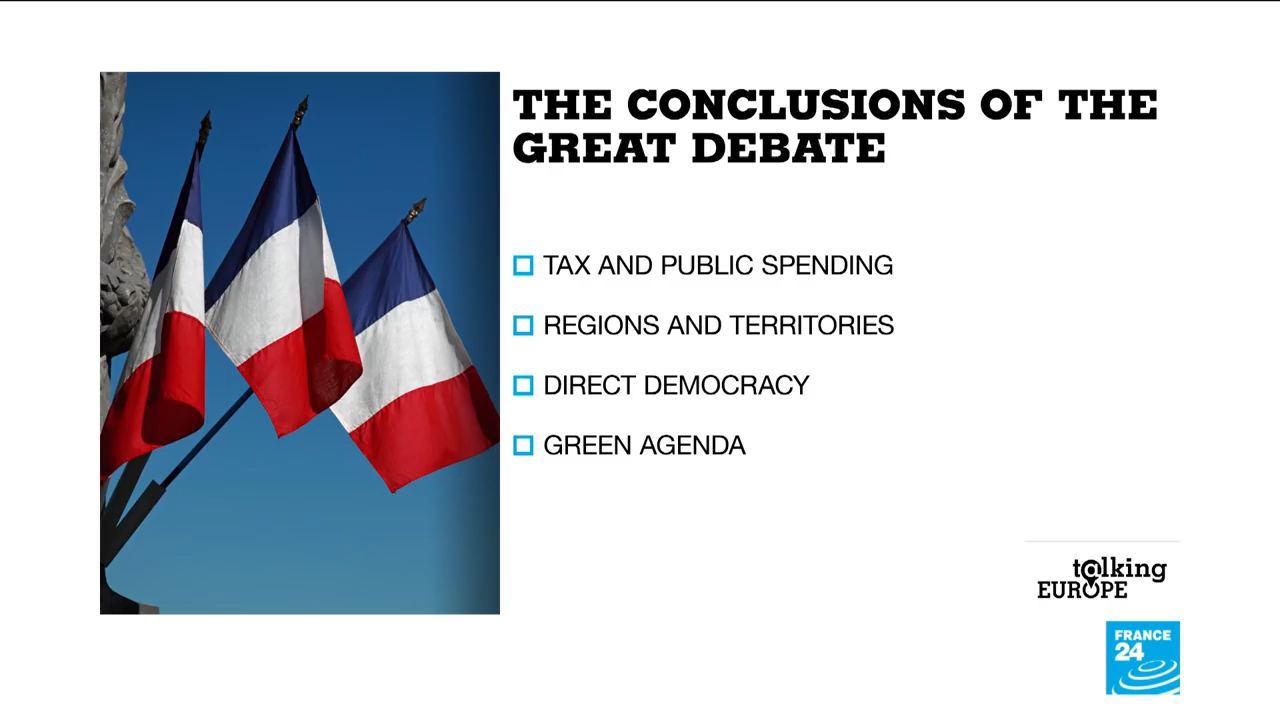 THE CONCLUSIONS OF THE
GREAT DEBATE
TAX AND PUBLIC SPENDING
REGIONS AND TERRITORIES
DIRECT DEMOCRACY
GREEN AGENDA
t@lking
EUROPE
FRANCE
24